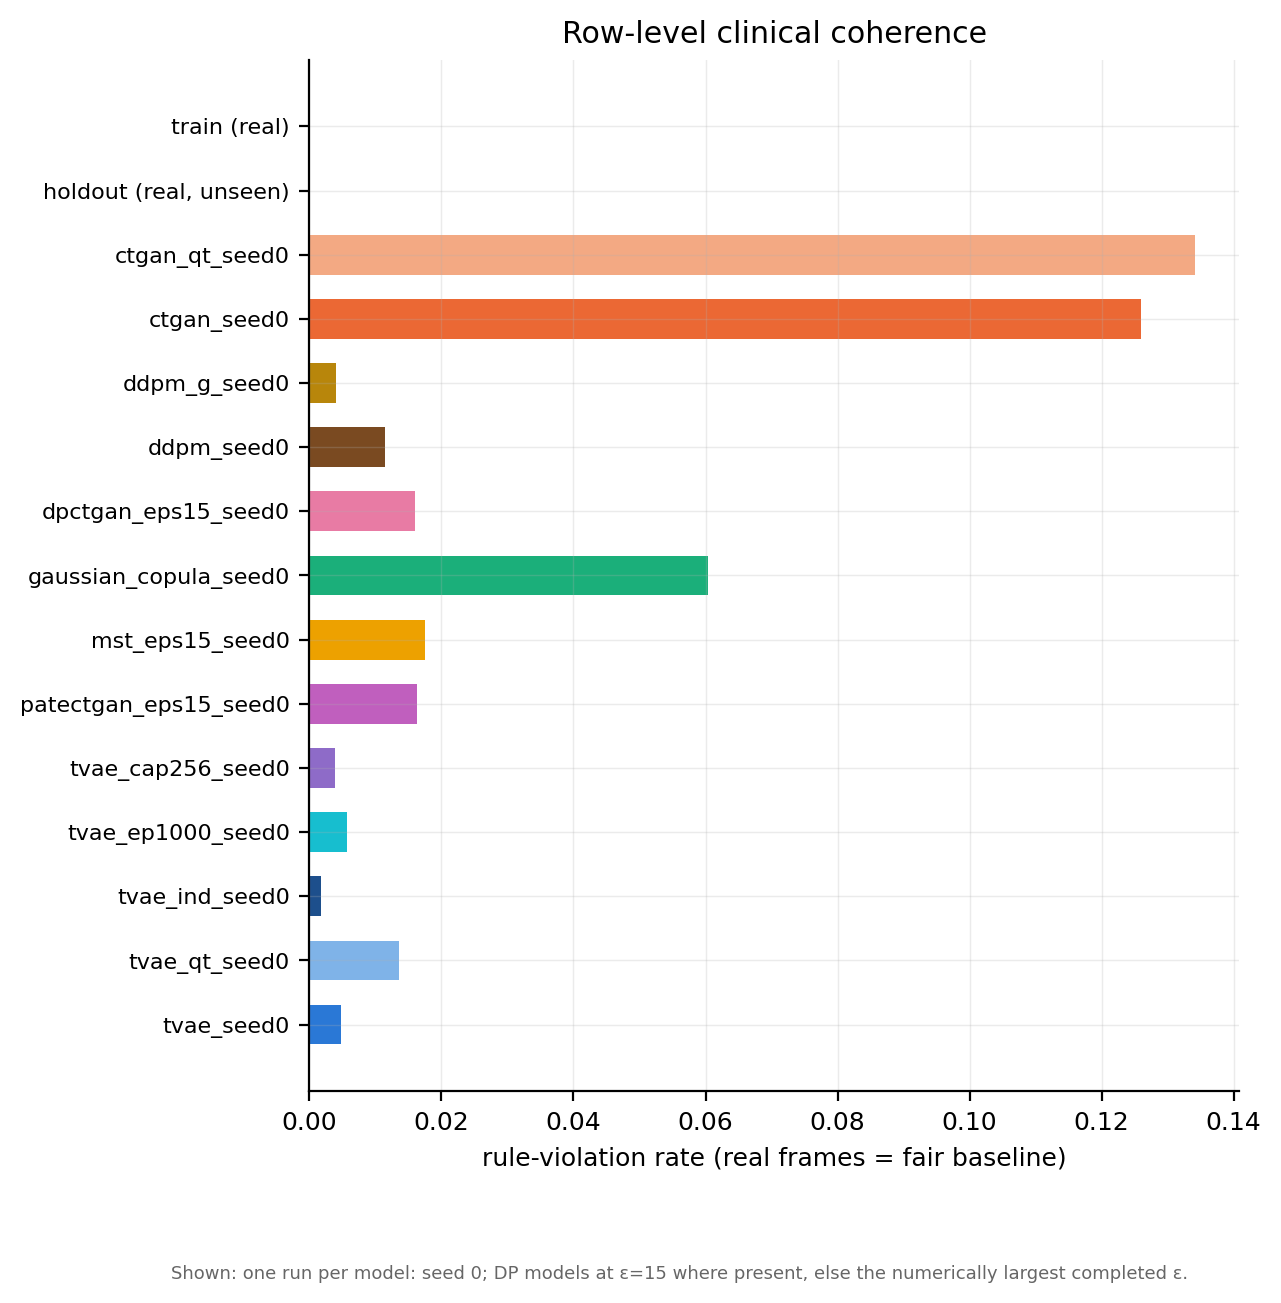 Row-level clinical coherence
train (real)
holdout (real, unseen)
ctgan_qt_seed0
ctgan_seed0
ddpm_g_seed0
ddpm_seed0
dpctgan_eps15_seed0
gaussian_copula_seed0
mst_eps15_seed0
patectgan_eps15_seed0
tvae_cap256_seed0
tvae_ep1000_seed0
tvae_ind_seed0
tvae_qt_seed0
tvae_seed0
0.00 0.02 0.04 0.06 0.08 0.10 0.12 0.14
rule-violation rate (real frames = fair baseline)
Shown: one run per model: seed 0; DP models at ε=15 where present, else the numerically largest completed ε.